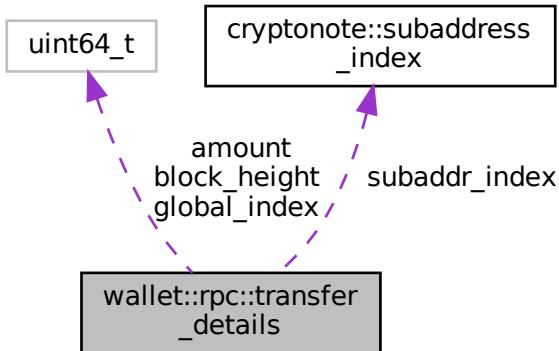 uint64_t
cryptonote::subaddress
_index
amount
block_height
global_index
subaddr_index
wallet::rpc::transfer
_details